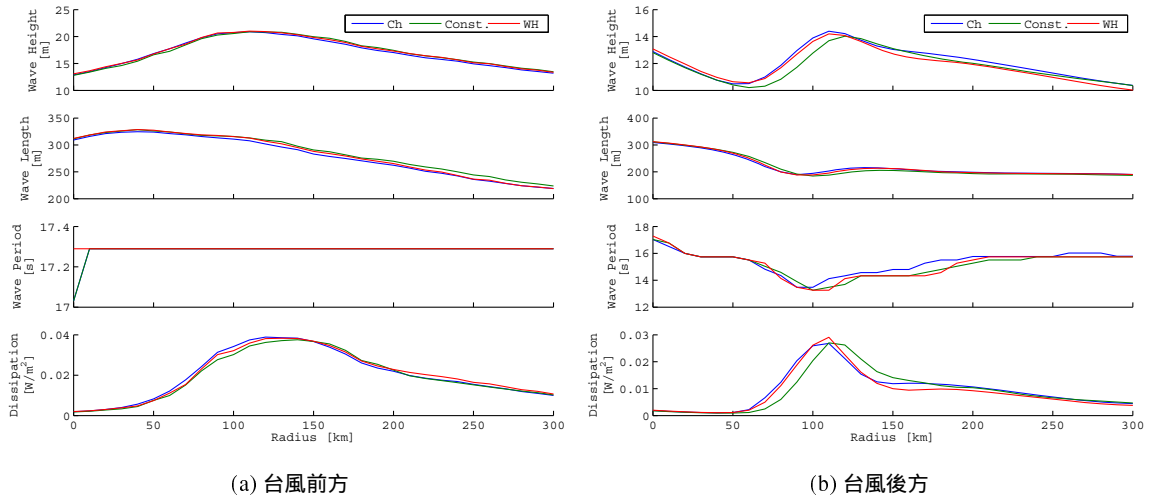 Ch Const. WH
Wave Height
[m]
25
20
15
10
Wave Length
[m]
350
300
250
200
Wave Period
[s]
17.4
17.2
17
Dissipation
[W/m²]
0.04
0.02
0
0 50 100 150 200 250 300
Radius [km]
(a) 台風前方
Ch Const. WH
Wave Height
[m]
16
14
12
10
Wave Length
[m]
400
300
200
100
Wave Period
[s]
18
16
14
12
Dissipation
[W/m²]
0.03
0.02
0.01
0
0 50 100 150 200 250 300
Radius [km]
(b) 台風後方